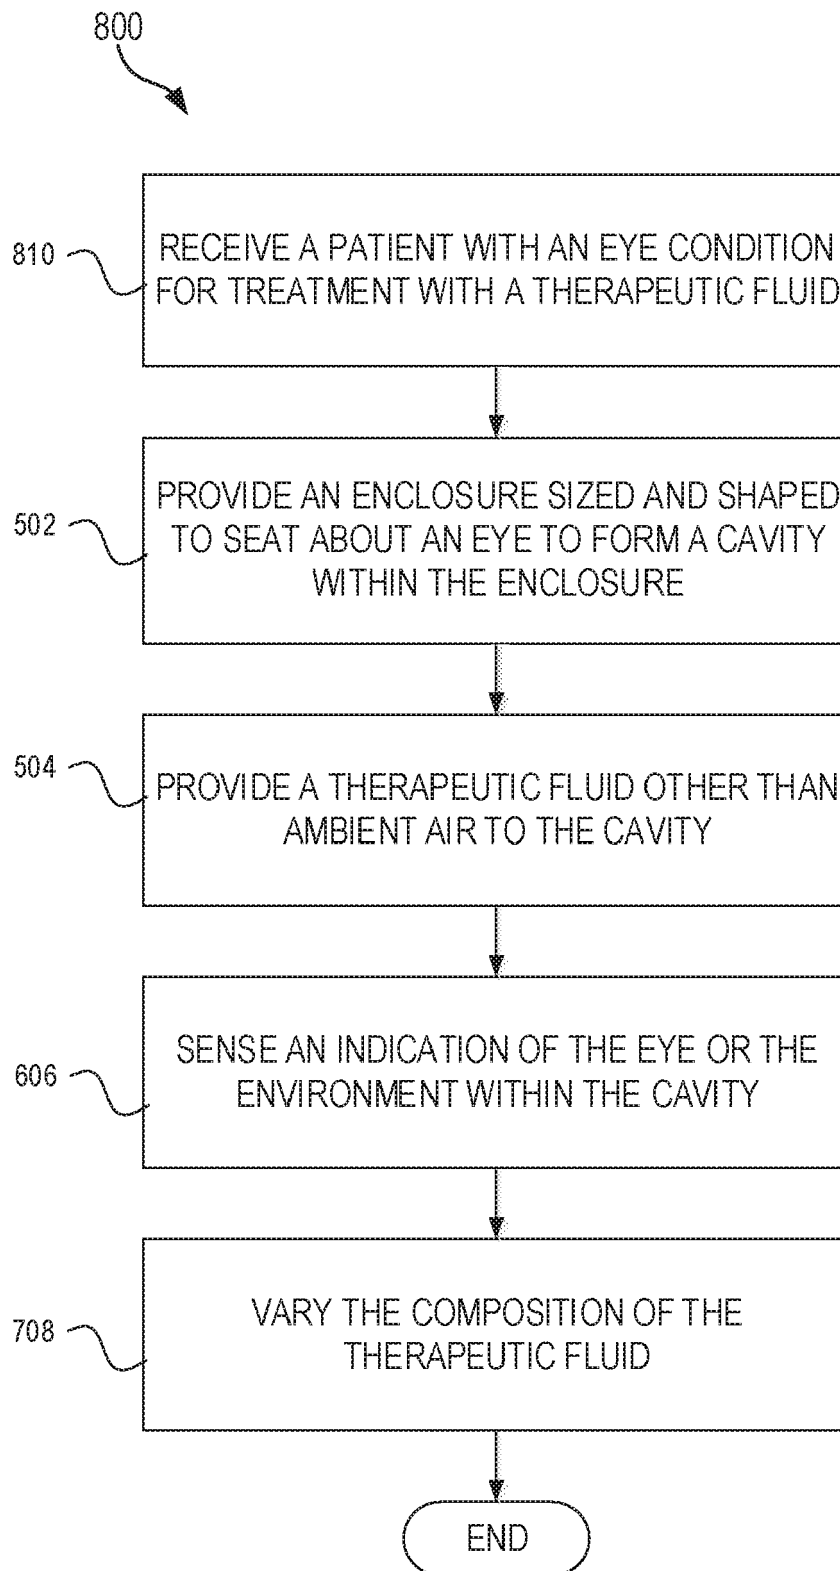 800
810
RECEIVE A PATIENT WITH AN EYE CONDITION
FOR TREATMENT WITH A THERAPEUTIC FLUID
502
PROVIDE AN ENCLOSURE SIZED AND SHAPED
TO SEAT ABOUT AN EYE TO FORM A CAVITY
WITHIN THE ENCLOSURE
504
PROVIDE A THERAPEUTIC FLUID OTHER THAN
AMBIENT AIR TO THE CAVITY
606
SENSE AN INDICATION OF THE EYE OR THE
ENVIRONMENT WITHIN THE CAVITY
708
VARY THE COMPOSITION OF THE
THERAPEUTIC FLUID
END